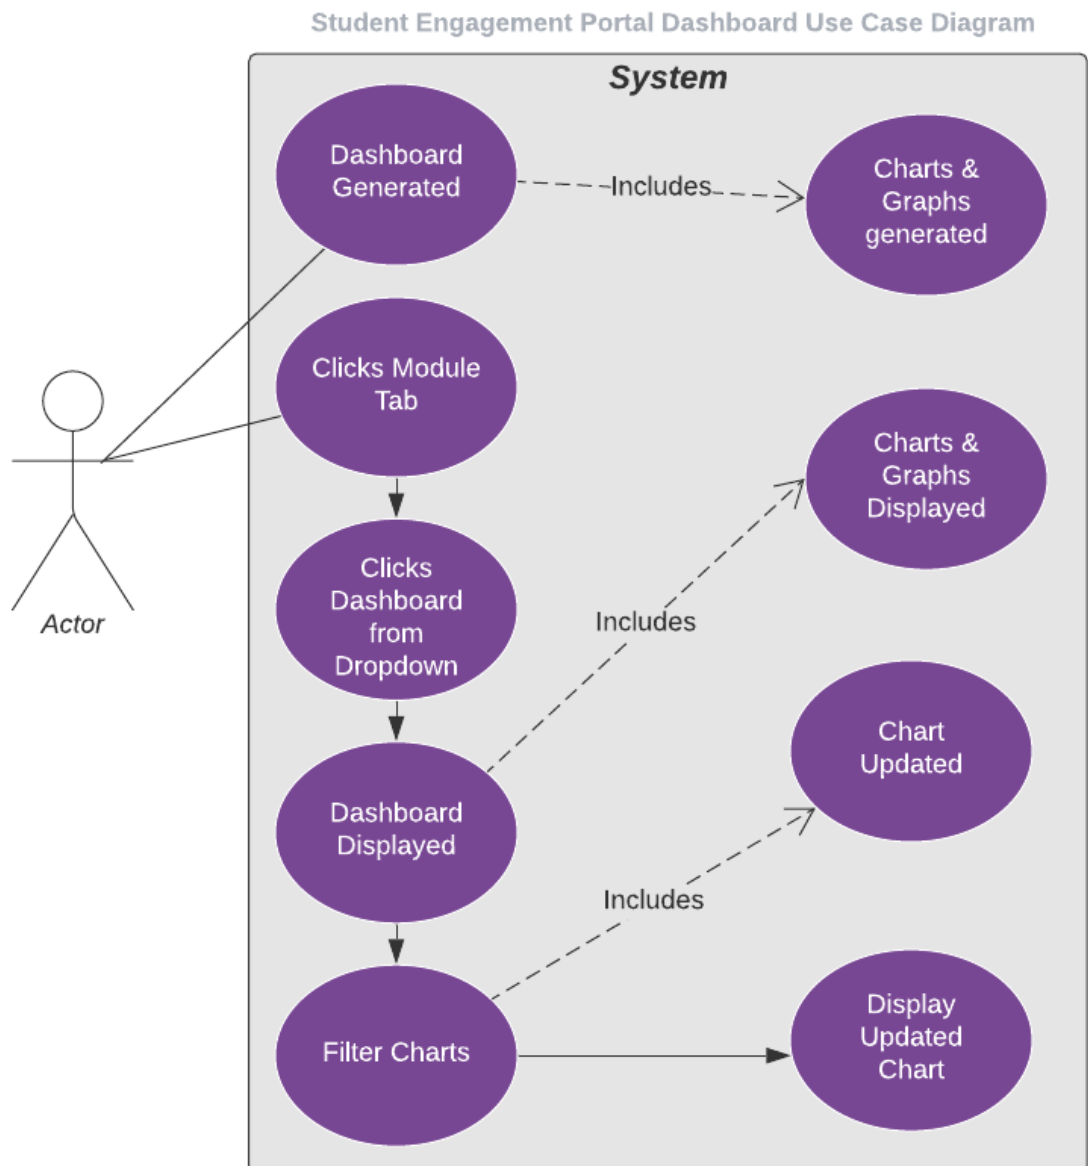 Student Engagement Portal Dashboard Use Case Diagram
System
Dashboard
Generated
Includes
Charts &
Graphs
generated
Clicks Module
Tab
Charts &
Graphs
Displayed
Clicks
Dashboard
from
Dropdown
Actor
Includes
Chart
Updated
Dashboard
Displayed
Includes
Filter Charts
Display
Updated
Chart